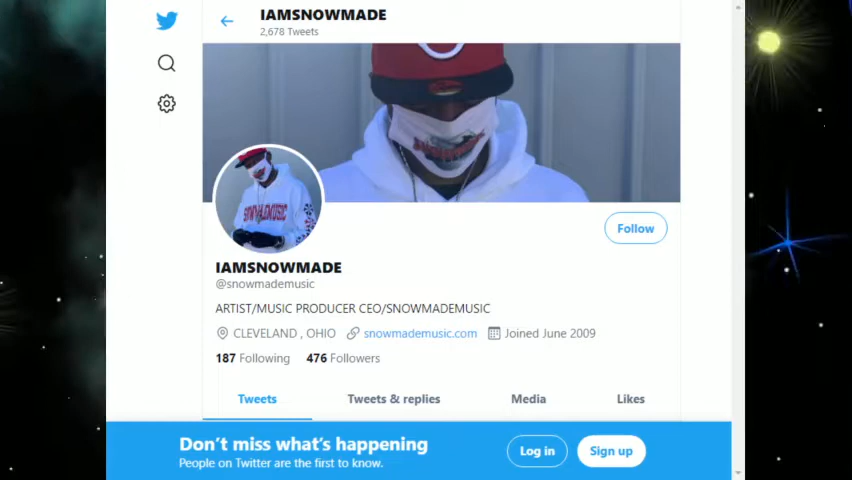 IAMSNOWMADE
2,678 Tweets
Follow
IAMSNOWMADE
@snowmademusic
ARTIST/MUSIC PRODUCER CEO/SNOWMADEMUSIC
CLEVELAND , OHIO snowmademusic.com Joined June 2009
187 Following 476 Followers
Tweets Tweets & replies Media Likes
Don't miss what's happening
People on Twitter are the first to know.
Log in Sign up